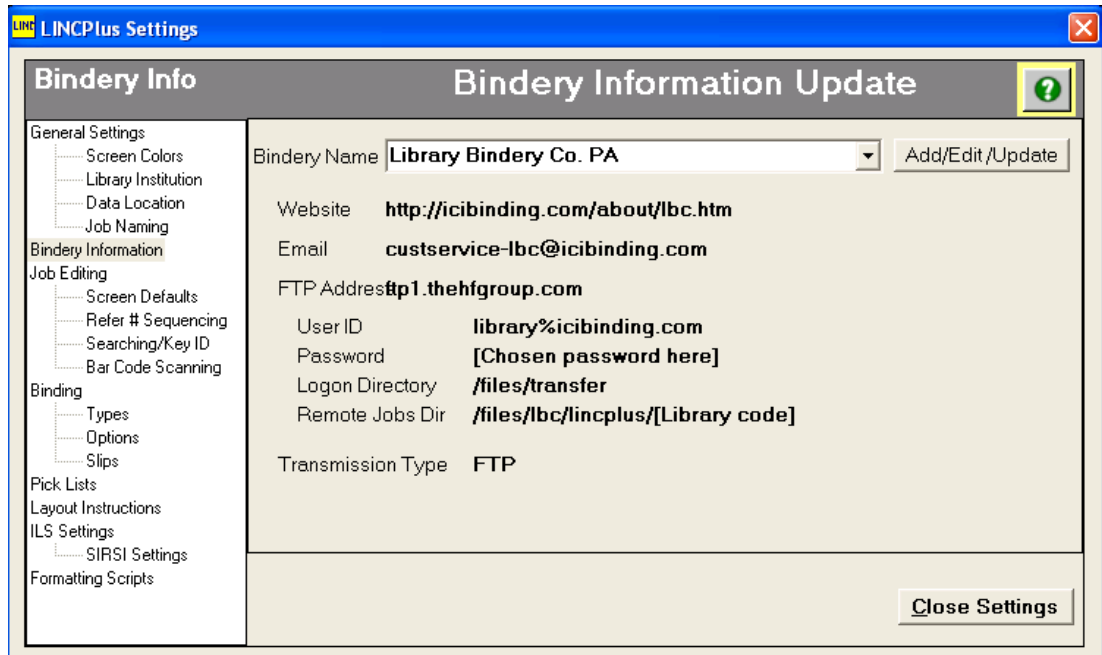 LINC LINCPlus Settings
Bindery Info
Bindery Information Update
?
General Settings
Screen Colors
Library Institution
Data Location
Job Naming
Bindery Information
Job Editing
Screen Defaults
Refer # Sequencing
Searching/Key ID
Bar Code Scanning
Binding
Types
Options
Slips
Pick Lists
Layout Instructions
ILS Settings
SIRSI Settings
Formatting Scripts
Bindery Name Library Bindery Co. PA Add/Edit/Update
Website http://icibinding.com/about/lbc.htm
Email custservice-lbc@icibinding.com
FTP Address ftp1.thehfgroup.com
User ID library%icibinding.com
Password [Chosen password here]
Logon Directory /files/transfer
Remote Jobs Dir /files/lbc/lincplus/[Library code]
Transmission Type FTP
Close Settings